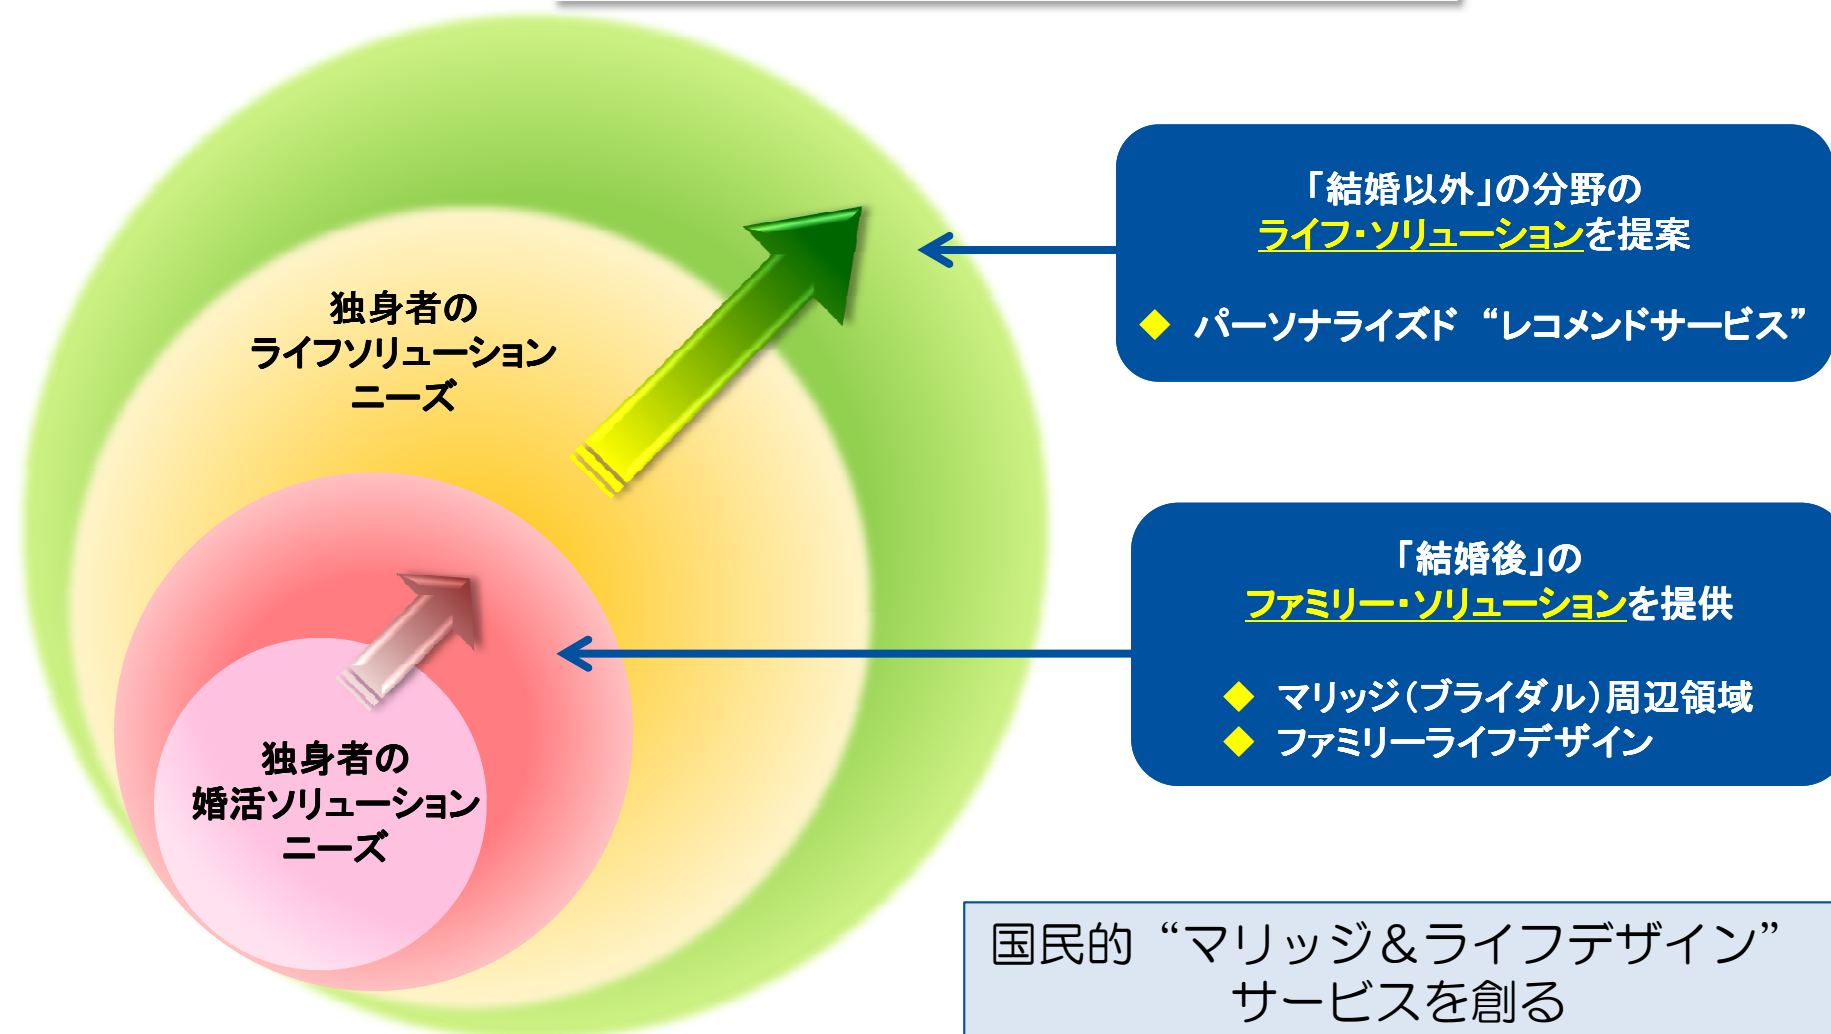 独身者の
ライフソリューション
ニーズ
独身者の
婚活ソリューション
ニーズ
「結婚以外」の分野の
ライフ・ソリューションを提案
◆ パーソナライズド “レコメンドサービス”
「結婚後」の
ファミリー・ソリューションを提供
◆ マリッジ（ブライダル）周辺領域
◆ ファミリーライフデザイン
国民的 “マリッジ＆ライフデザイン”
サービスを創る